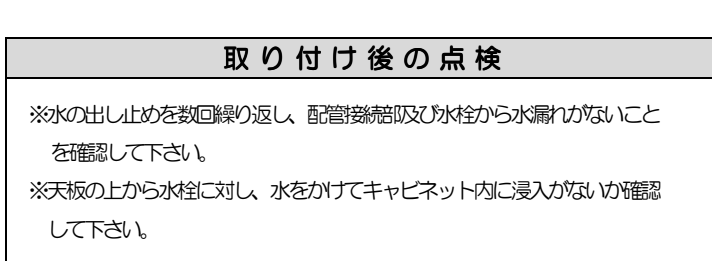 取り付け後の点検
※水の出し止めを数回繰り返し、配管接続部及び水栓から水漏れがないこと
を確認して下さい。
※天板の上から水栓に対し、水をかけてキャビネット内に浸入がないか確認
して下さい。